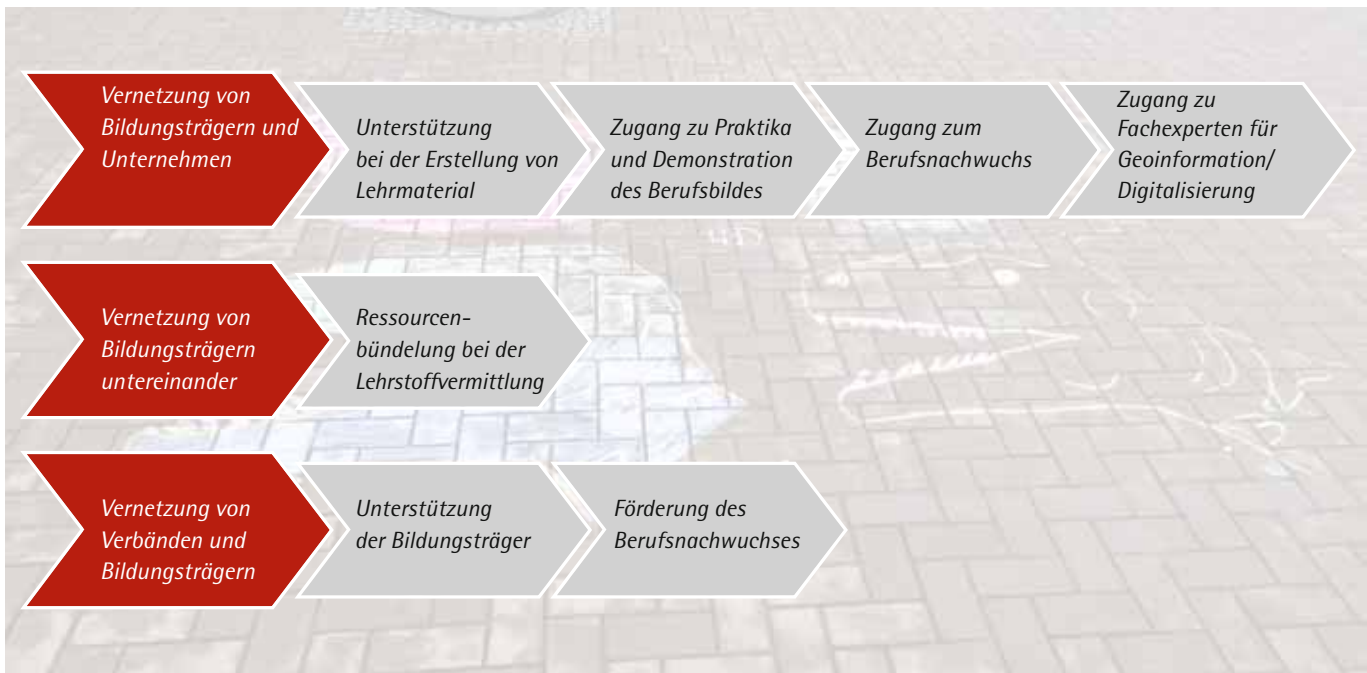 Vernetzung von
Bildungsträgern und
Unternehmen
Unterstützung
bei der Erstellung von
Lehrmaterial
Zugang zu Praktika
und Demonstration
des Berufsbildes
Zugang zum
Berufsnachwuchs
Zugang zu
Fachexperten für
Geoinformation/
Digitalisierung
Vernetzung von
Bildungsträgern
untereinander
Ressourcen-
bündelung bei der
Lehrstoffvermittlung
Vernetzung von
Verbänden und
Bildungsträgern
Unterstützung
der Bildungsträger
Förderung des
Berufsnachwuchses